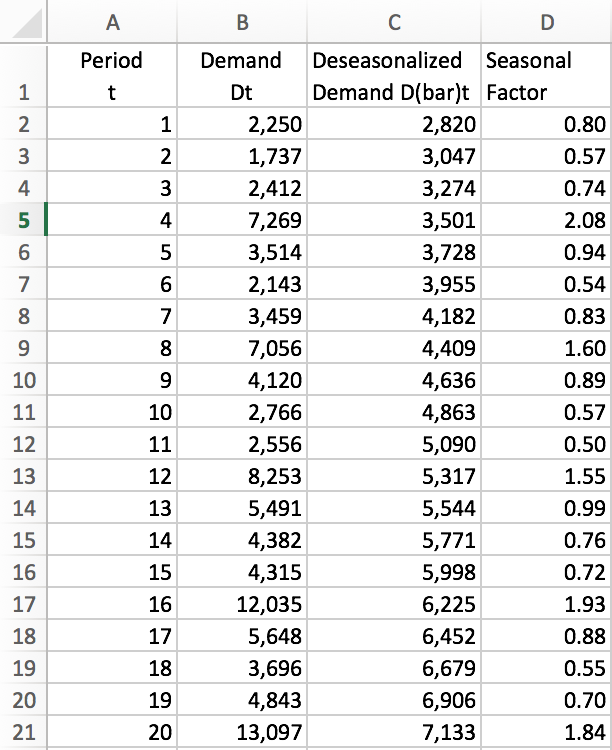 A B C D
Period Demand Deseasonalized Seasonal
1 t Dt Demand D(bar)t Factor
2 1 2,250 2,820 0.80
3 2 1,737 3,047 0.57
4 3 2,412 3,274 0.74
5 4 7,269 3,501 2.08
6 5 3,514 3,728 0.94
7 6 2,143 3,955 0.54
8 7 3,459 4,182 0.83
9 8 7,056 4,409 1.60
10 9 4,120 4,636 0.89
11 10 2,766 4,863 0.57
12 11 2,556 5,090 0.50
13 12 8,253 5,317 1.55
14 13 5,491 5,544 0.99
15 14 4,382 5,771 0.76
16 15 4,315 5,998 0.72
17 16 12,035 6,225 1.93
18 17 5,648 6,452 0.88
19 18 3,696 6,679 0.55
20 19 4,843 6,906 0.70
21 20 13,097 7,133 1.84